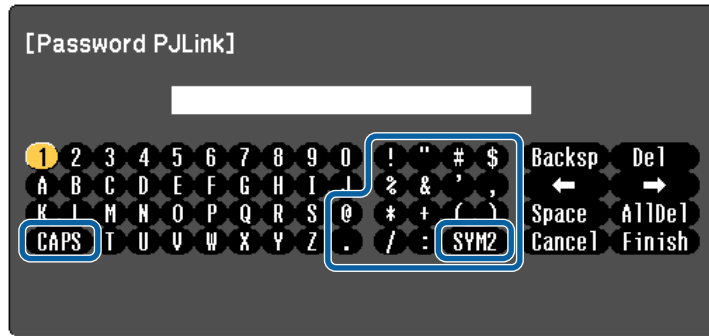 [Password PJLink]
1 2 3 4 5 6 7 8 9 0 ! " # $ Backsp Del
A B C D E F G H I J % & ' , ← →
K L M N O P Q R S @ * + ( ) Space AllDel
CAPS T U V W X Y Z . / : SYM2 Cancel Finish